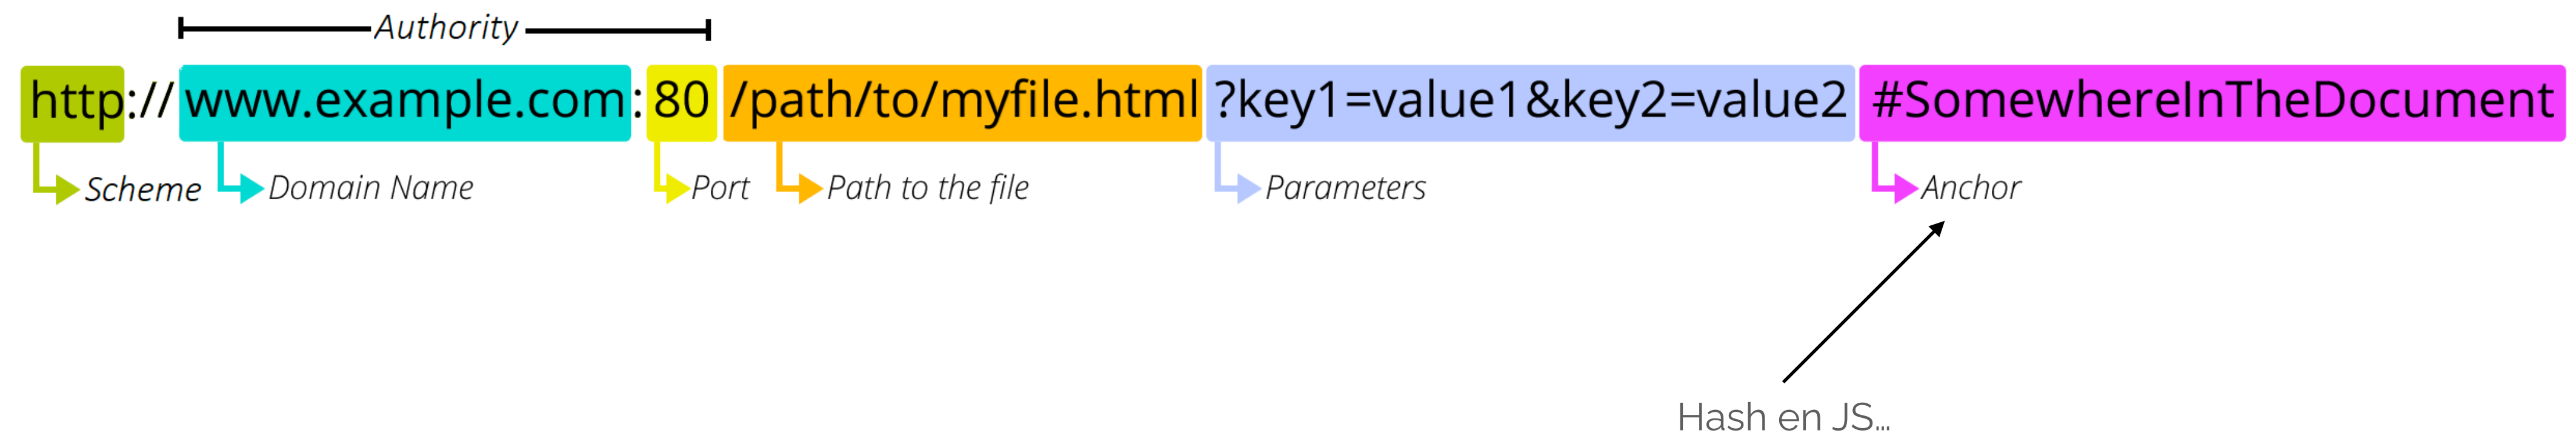 Authority
http://www.example.com:80/path/to/myfile.html?key1=value1&key2=value2#SomewhereInTheDocument
Scheme Domain Name Port Path to the file Parameters Anchor
Hash en JS...